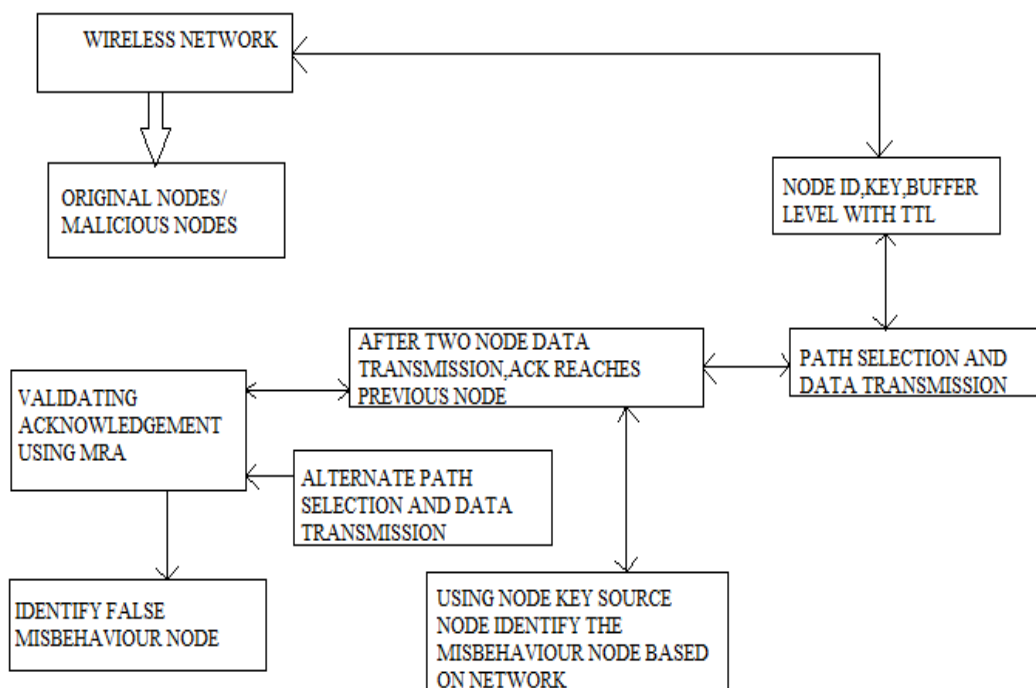 WIRELESS NETWORK
ORIGINAL NODES/
MALICIOUS NODES
NODE ID,KEY,BUFFER
LEVEL WITH TTL
PATH SELECTION AND
DATA TRANSMISSION
AFTER TWO NODE DATA
TRANSMISSION,ACK REACHES
PREVIOUS NODE
VALIDATING
ACKNOWLEDGEMENT
USING MRA
ALTERNATE PATH
SELECTION AND DATA
TRANSMISSION
IDENTIFY FALSE
MISBEHAVIOUR NODE
USING NODE KEY SOURCE
NODE IDENTIFY THE
MISBEHAVIOUR NODE BASED
ON NETWORK